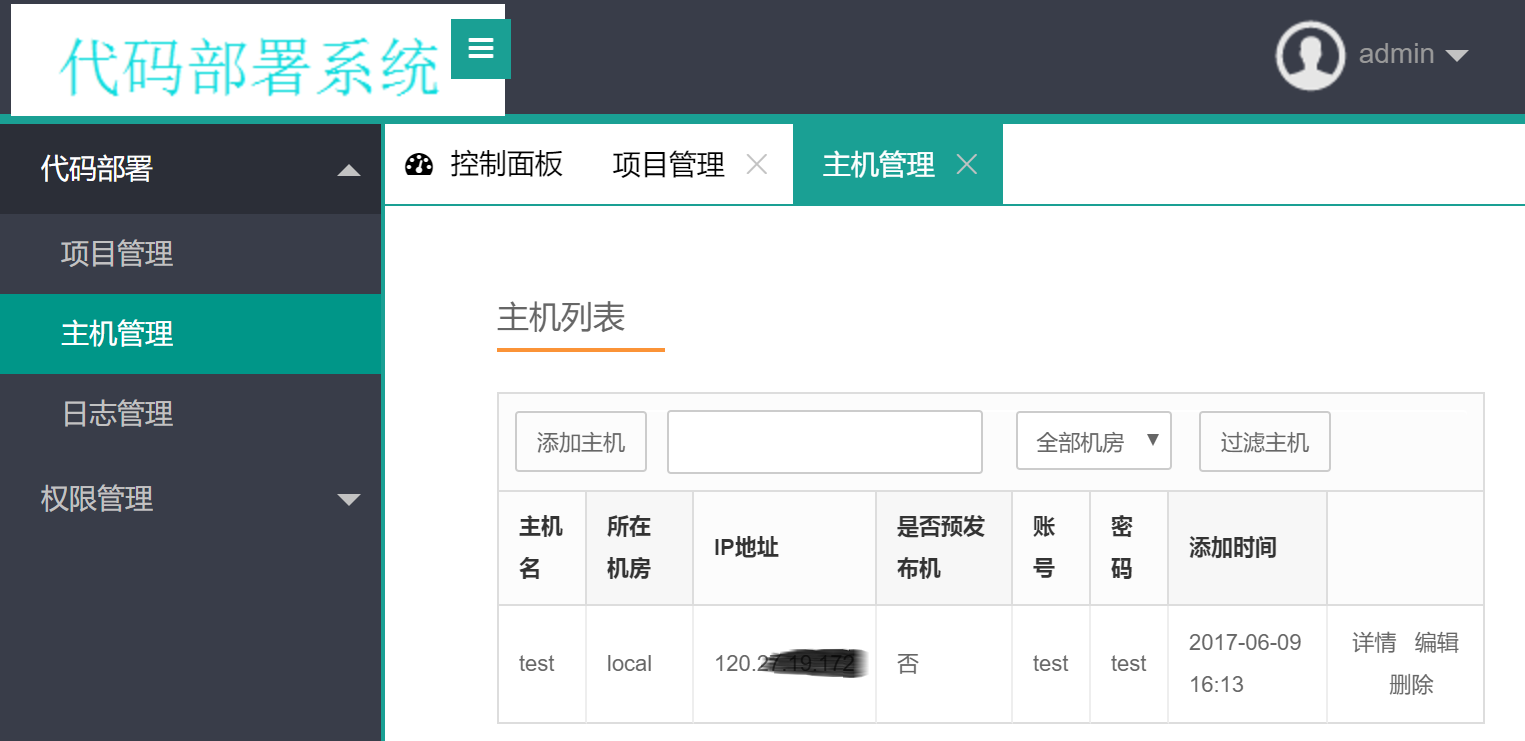 代码部署系统
admin
代码部署
控制面板
项目管理
主机管理
项目管理
主机管理
日志管理
权限管理
主机列表
添加主机
全部机房
过滤主机
主机名
所在机房
IP地址
是否预发布机
账号
密码
添加时间
test
local
120.
否
test
test
2017-06-09
16:13
详情 编辑
删除